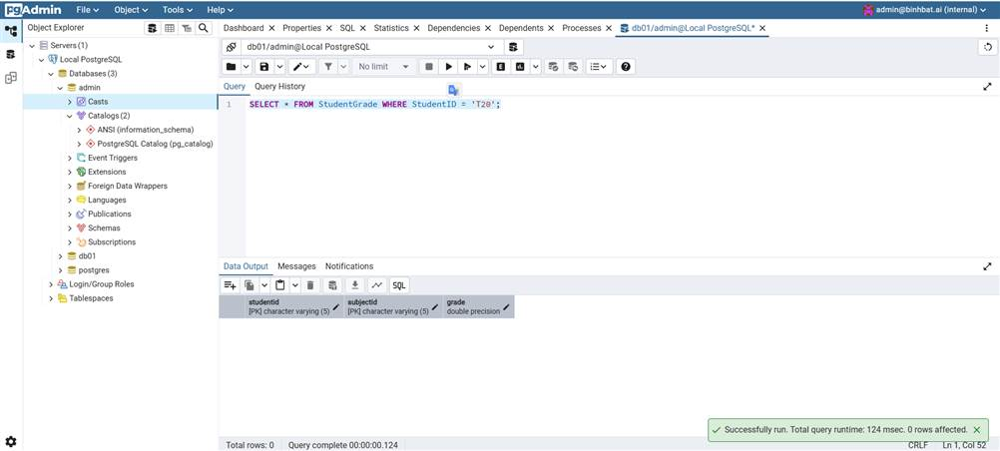 PgAdmin File Object Tools Help admin@binhbat.ai (internal)
Object Explorer
Dashboard Properties SQL Statistics Dependencies Dependents Processes db01/admin@Local PostgreSQL*
Servers (1)
Local PostgreSQL
Databases (3)
admin
Casts
Catalogs (2)
ANSI (information_schema)
PostgreSQL Catalog (pg_catalog)
Event Triggers
Extensions
Foreign Data Wrappers
Languages
Publications
Schemas
Subscriptions
db01
postgres
Login/Group Roles
Tablespaces
db01/admin@Local PostgreSQL
No limit
E
Query Query History
1 SELECT * FROM StudentGrade WHERE StudentID = 'T20';
Data Output Messages Notifications
SQL
studentid subjectid grade
[PK] character varying (5) [PK] character varying (5) double precision
Successfully run. Total query runtime: 124 msec. 0 rows affected.
Total rows: 0 Query complete 00:00:00.124 CRLF Ln 1, Col 52